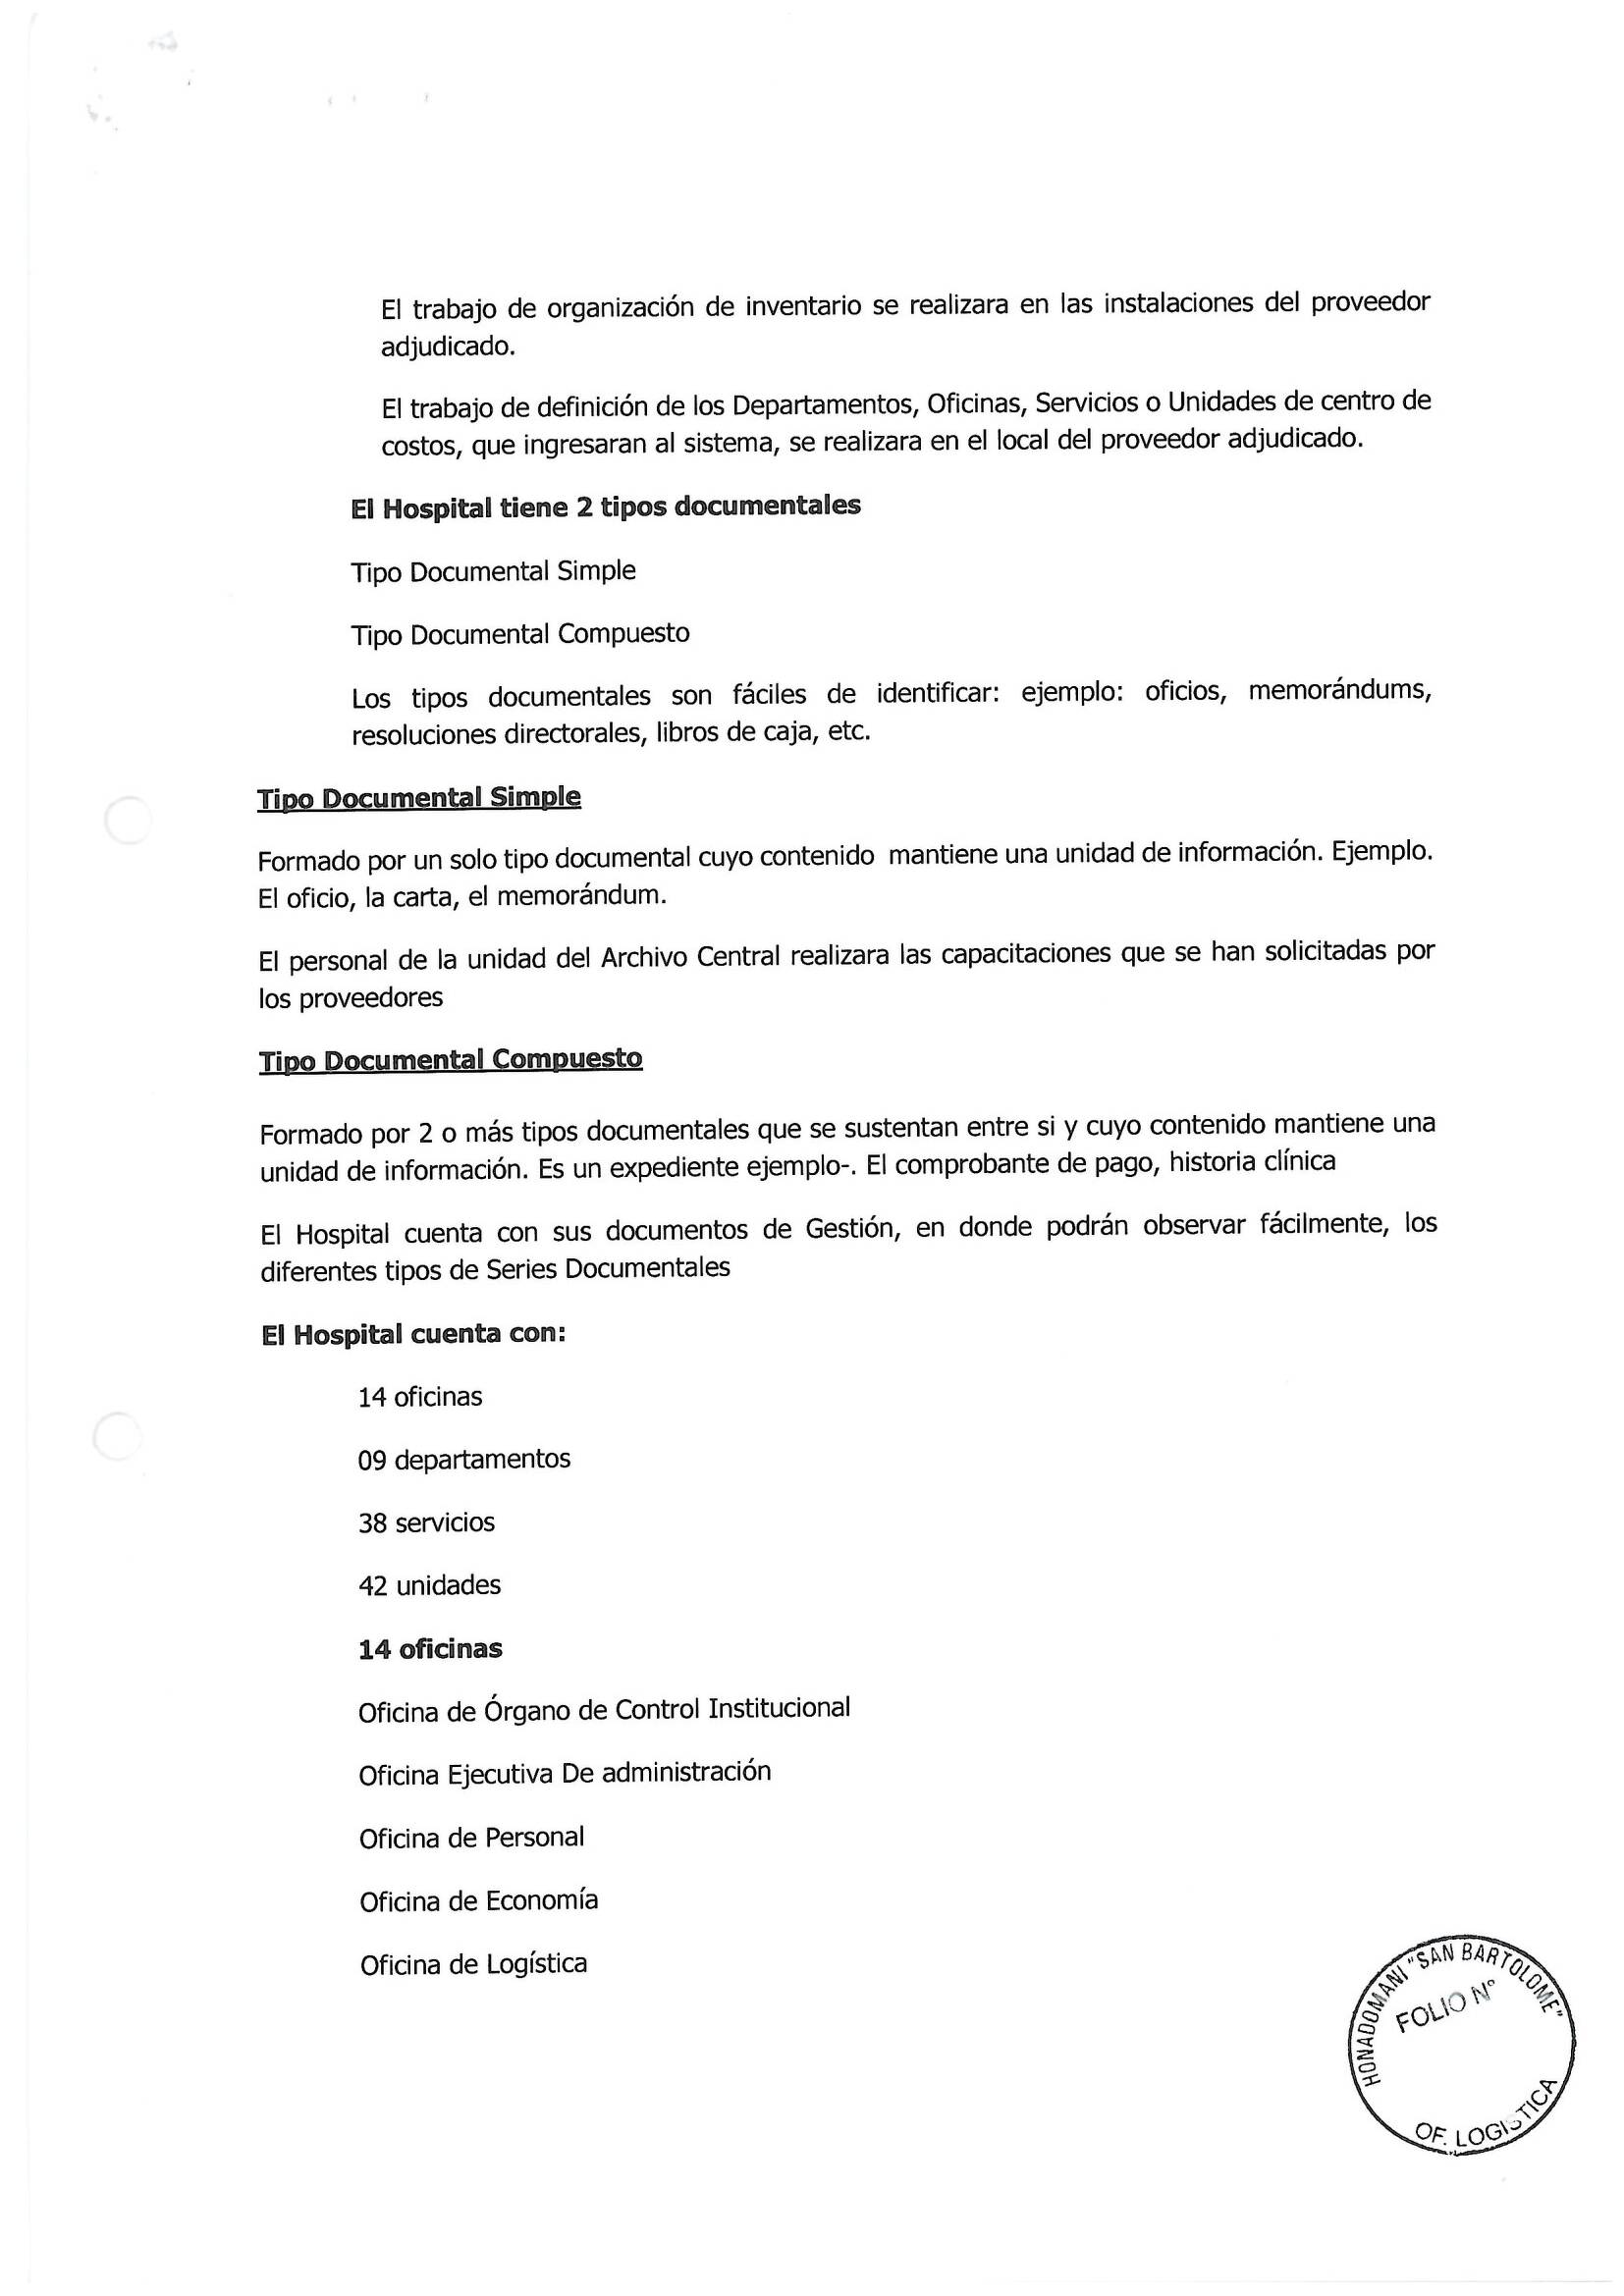 El trabajo de organización de inventario se realizara en las instalaciones del proveedor
adjudicado.
El trabajo de definición de los Departamentos, Oficinas, Servicios o Unidades de centro de
costos, que ingresaran al sistema, se realizara en el local del proveedor adjudicado.
El Hospital tiene 2 tipos documentales
Tipo Documental Simple
Tipo Documental Compuesto
Los tipos documentales son fáciles de identificar: ejemplo: oficios, memorándums,
resoluciones directorales, libros de caja, etc.
Tipo Documental Simple
Formado por un solo tipo documental cuyo contenido mantiene una unidad de información. Ejemplo.
El oficio, la carta, el memorándum.
El personal de la unidad del Archivo Central realizara las capacitaciones que se han solicitadas por
los proveedores
Tipo Documental Compuesto
Formado por 2 o más tipos documentales que se sustentan entre si y cuyo contenido mantiene una
unidad de información. Es un expediente ejemplo-. El comprobante de pago, historia clínica
El Hospital cuenta con sus documentos de Gestión, en donde podrán observar fácilmente, los
diferentes tipos de Series Documentales
El Hospital cuenta con:
14 oficinas
09 departamentos
38 servicios
42 unidades
14 oficinas
Oficina de Órgano de Control Institucional
Oficina Ejecutiva De administración
Oficina de Personal
Oficina de Economía
Oficina de Logística
HONADOMANI "SAN BARTOLOME"
FOLIO N°
OF. LOGISTICA